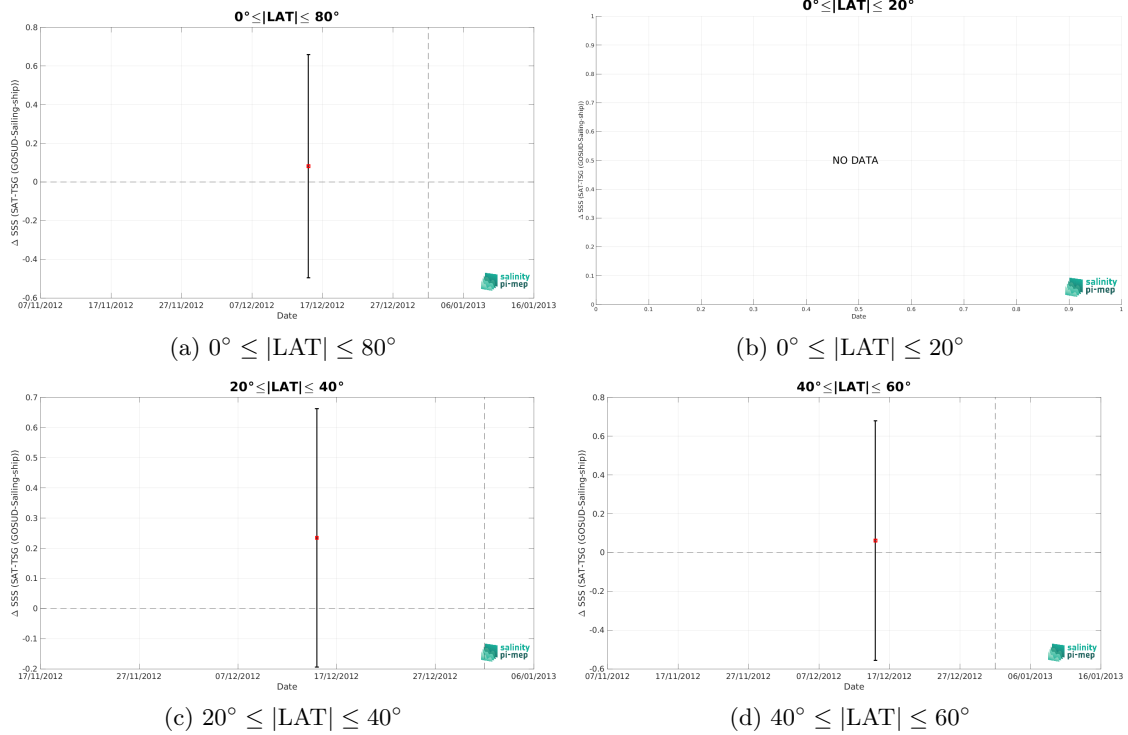 0°≤|LAT|≤ 80°
Δ SSS (SAT-TSG (GOSUD-Sailing-ship))
0.8
0.6
0.4
0.2
0
-0.2
-0.4
-0.6
07/11/2012 17/11/2012 27/11/2012 07/12/2012 17/12/2012 27/12/2012 06/01/2013 16/01/2013
Date
salinity
pi-mep
(a) 0° ≤ |LAT| ≤ 80°
0°≤|LAT|≤ 20°
Δ SSS (SAT-TSG (GOSUD-Sailing-ship))
1
0.9
0.8
0.7
0.6
0.5
0.4
0.3
0.2
0.1
0
NO DATA
0 0.1 0.2 0.3 0.4 0.5 0.6 0.7 0.8 0.9 1
Date
salinity
pi-mep
(b) 0° ≤ |LAT| ≤ 20°
20°≤|LAT|≤ 40°
Δ SSS (SAT-TSG (GOSUD-Sailing-ship))
0.7
0.6
0.5
0.4
0.3
0.2
0.1
0
-0.1
-0.2
17/11/2012 27/11/2012 07/12/2012 17/12/2012 27/12/2012 06/01/2013
Date
salinity
pi-mep
(c) 20° ≤ |LAT| ≤ 40°
40°≤|LAT|≤ 60°
Δ SSS (SAT-TSG (GOSUD-Sailing-ship))
0.8
0.6
0.4
0.2
0
-0.2
-0.4
-0.6
07/11/2012 17/11/2012 27/11/2012 07/12/2012 17/12/2012 27/12/2012 06/01/2013 16/01/2013
Date
salinity
pi-mep
(d) 40° ≤ |LAT| ≤ 60°